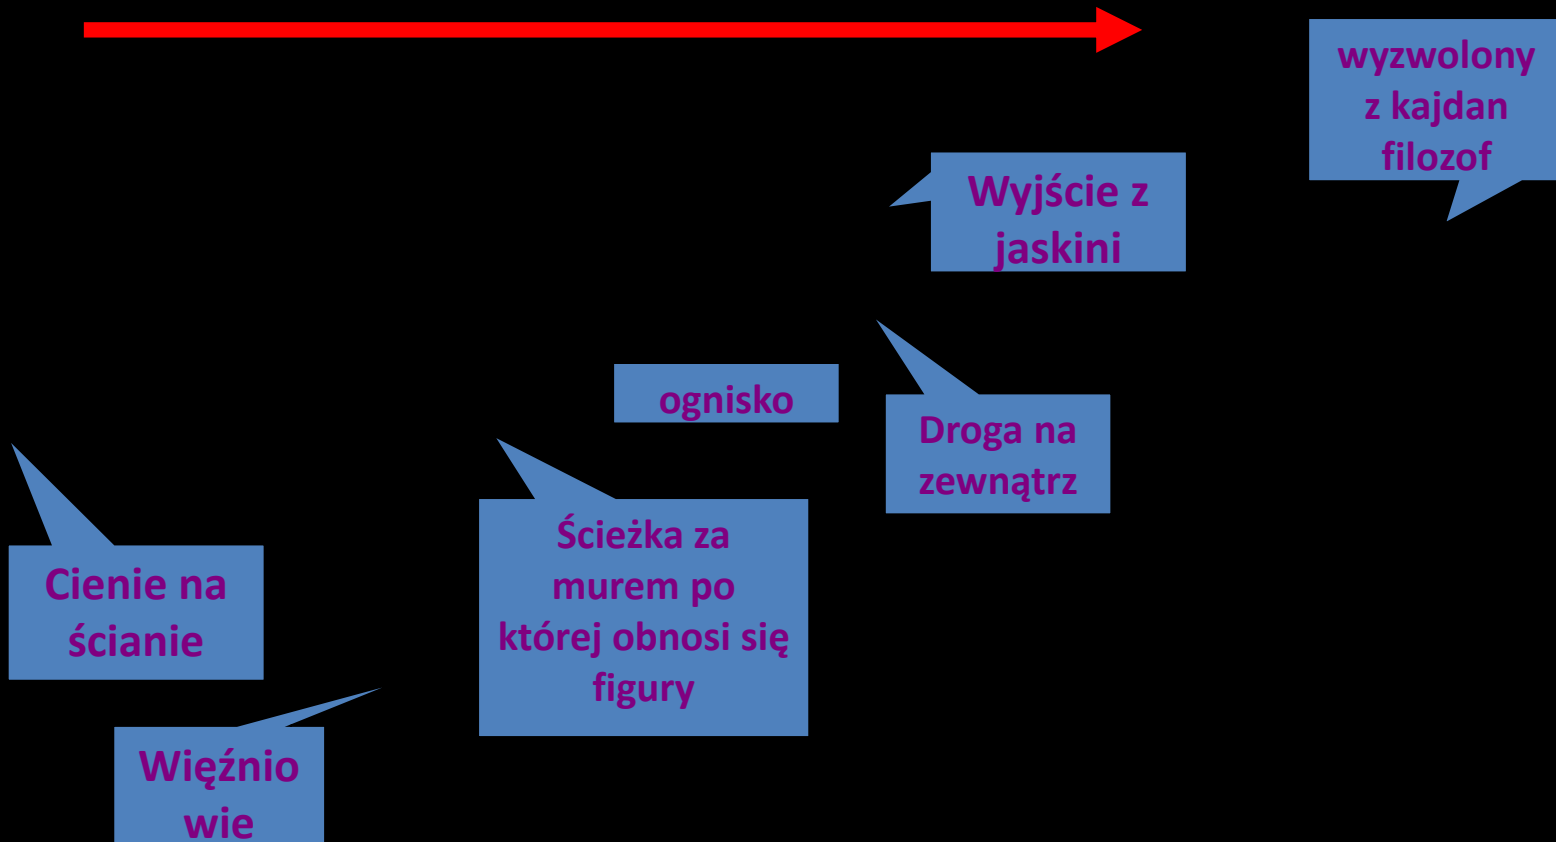 wyzwolony
z kajdan
filozof
Wyjście z
jaskini
ognisko
Droga na
zewnątrz
Ścieżka za
murem po
której obnosi się
figury
Cienie na
ścianie
Więźnio
wie